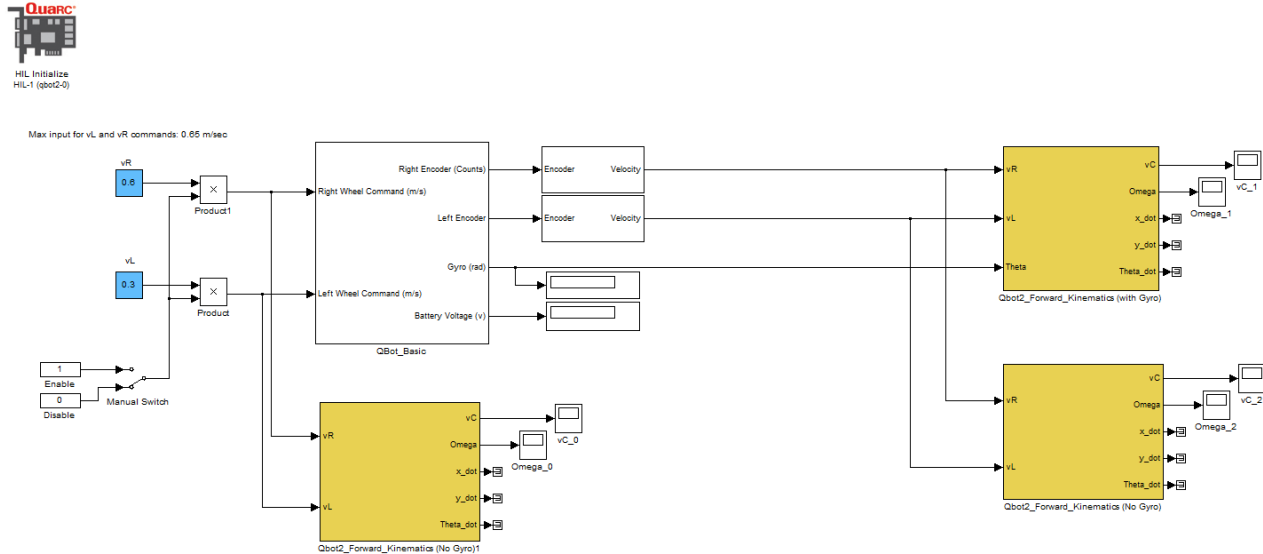 QUARC
HIL Initialize
HIL-1 (qbot2-0)
Max input for vL and vR commands: 0.65 m/sec
vR
0.6
×
Product1
vL
0.3
×
Product
1
Enable
0
Disable
Manual Switch
Right Encoder (Counts)
Right Wheel Command (m/s)
Left Encoder
Gyro (rad)
Left Wheel Command (m/s)
Battery Voltage (v)
QBot_Basic
Encoder Velocity
Encoder Velocity
vR
vL
Theta
vC
Omega
x_dot
y_dot
Theta_dot
Qbot2_Forward_Kinematics (with Gyro)
vC_1
Omega_1
vR
vL
vC
Omega
x_dot
y_dot
Theta_dot
Qbot2_Forward_Kinematics (No Gyro)
vC_2
Omega_2
vR
vL
vC
Omega
x_dot
y_dot
Theta_dot
Qbot2_Forward_Kinematics (No Gyro)1
vC_0
Omega_0